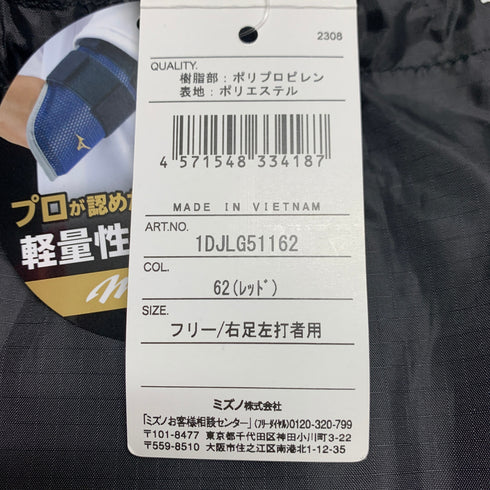 2308
QUALITY.
樹脂部：ポリプロピレン
表地：ポリエステル
4 571548 334187
MADE IN VIETNAM
ART.NO.
1DJLG51162
COL.
62(ﾚｯﾄﾞ)
SIZE.
フリー/右足左打者用
ミズノ株式会社
「ミズノお客様相談センター」(フリーダイヤル)0120-320-799
〒101-8477 東京都千代田区神田小川町3-22
〒559-8510 大阪市住之江区南港北1-12-35
プロが認めた
軽量性